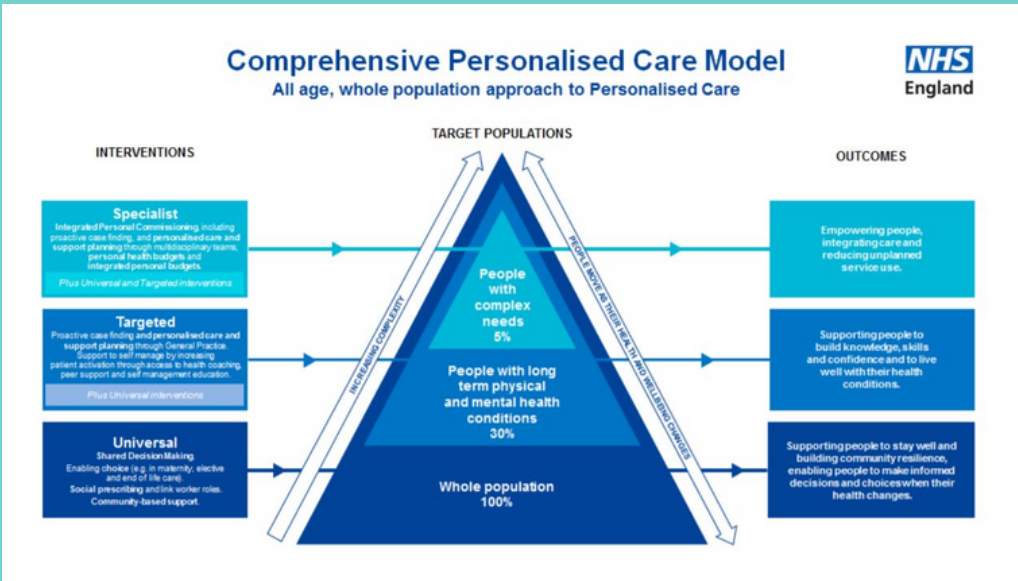 Comprehensive Personalised Care Model
All age, whole population approach to Personalised Care
NHS
England
INTERVENTIONS
TARGET POPULATIONS
OUTCOMES
Specialist
Integrated Personal Commissioning, including
proactive case finding, and personalised care and
support planning through multidisciplinary teams,
personal health budgets and
integrated personal budgets.
Plus Universal and Targeted interventions
Targeted
Proactive case finding and personalised care and
support planning through General Practice.
Support to self manage by increasing
patient activation through access to health coaching,
peer support and self management education.
Plus Universal interventions
Universal
Shared Decision Making.
Enabling choice (e.g. in maternity, elective
and end of life care).
Social prescribing and link worker roles.
Community-based support.
INCREASING COMPLEXITY
People
with
complex
needs
5%
People with long
term physical
and mental health
conditions
30%
Whole population
100%
PEOPLE MOVE AS THEIR HEALTH AND WELLBEING CHANGES
Empowering people,
integrating care and
reducing unplanned
service use.
Supporting people to
build knowledge, skills
and confidence and to live
well with their health
conditions.
Supporting people to stay well and
building community resilience,
enabling people to make informed
decisions and choices when their
health changes.